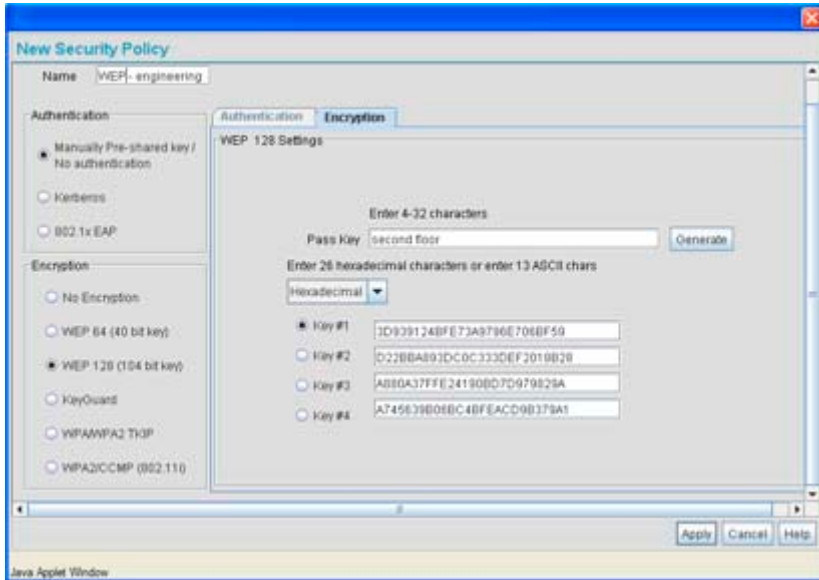 New Security Policy
Name WEP - engineering
Authentication
Manually Pre-shared key /
No authentication
Kerberos
802.1x EAP
Encryption
No Encryption
WEP 64 (40 bit key)
WEP 128 (104 bit key)
KeyGuard
WPA/WPA2 TKIP
WPA2/CCMP (802.11i)
Authentication Encryption
WEP 128 Settings
Enter 4-32 characters
Pass Key second floor Generate
Enter 26 hexadecimal characters or enter 13 ASCII chars
Hexadecimal
Key #1
Key #2
Key #3
Key #4
Apply Cancel Help
Java Applet Window